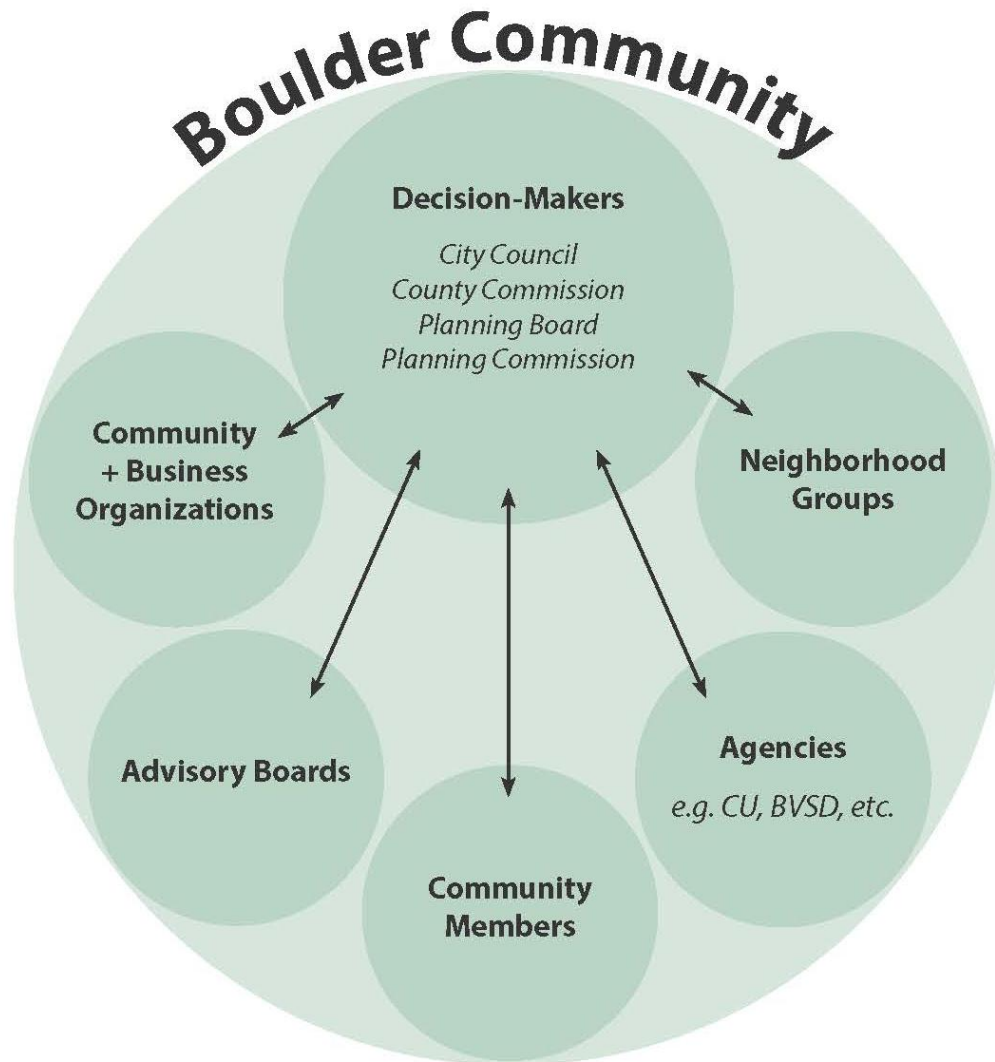 Boulder Community
Decision-Makers
City Council
County Commission
Planning Board
Planning Commission
Community
+ Business
Organizations
Neighborhood
Groups
Advisory Boards
Agencies
e.g. CU, BVSD, etc.
Community
Members